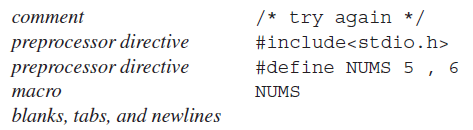 comment /* try again */
preprocessor directive #include<stdio.h>
preprocessor directive #define NUMS 5 , 6
macro NUMS
blanks, tabs, and newlines